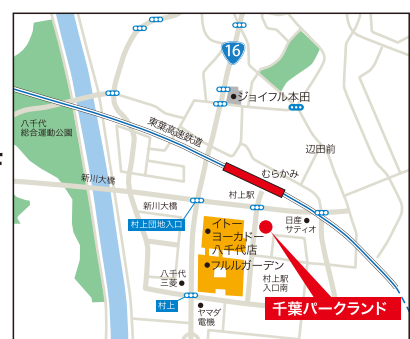 16
ジョイフル本田
八千代
総合運動公園
東葉高速鉄道
辺田前
むらかみ
新川大橋
村上駅
新川大橋
村上団地入口
イトー
ヨーカドー
八千代店
日産
サティオ
フルルガーデン
八千代
三菱
村上駅
入口南
村上
ヤマダ
電機
千葉パークランド